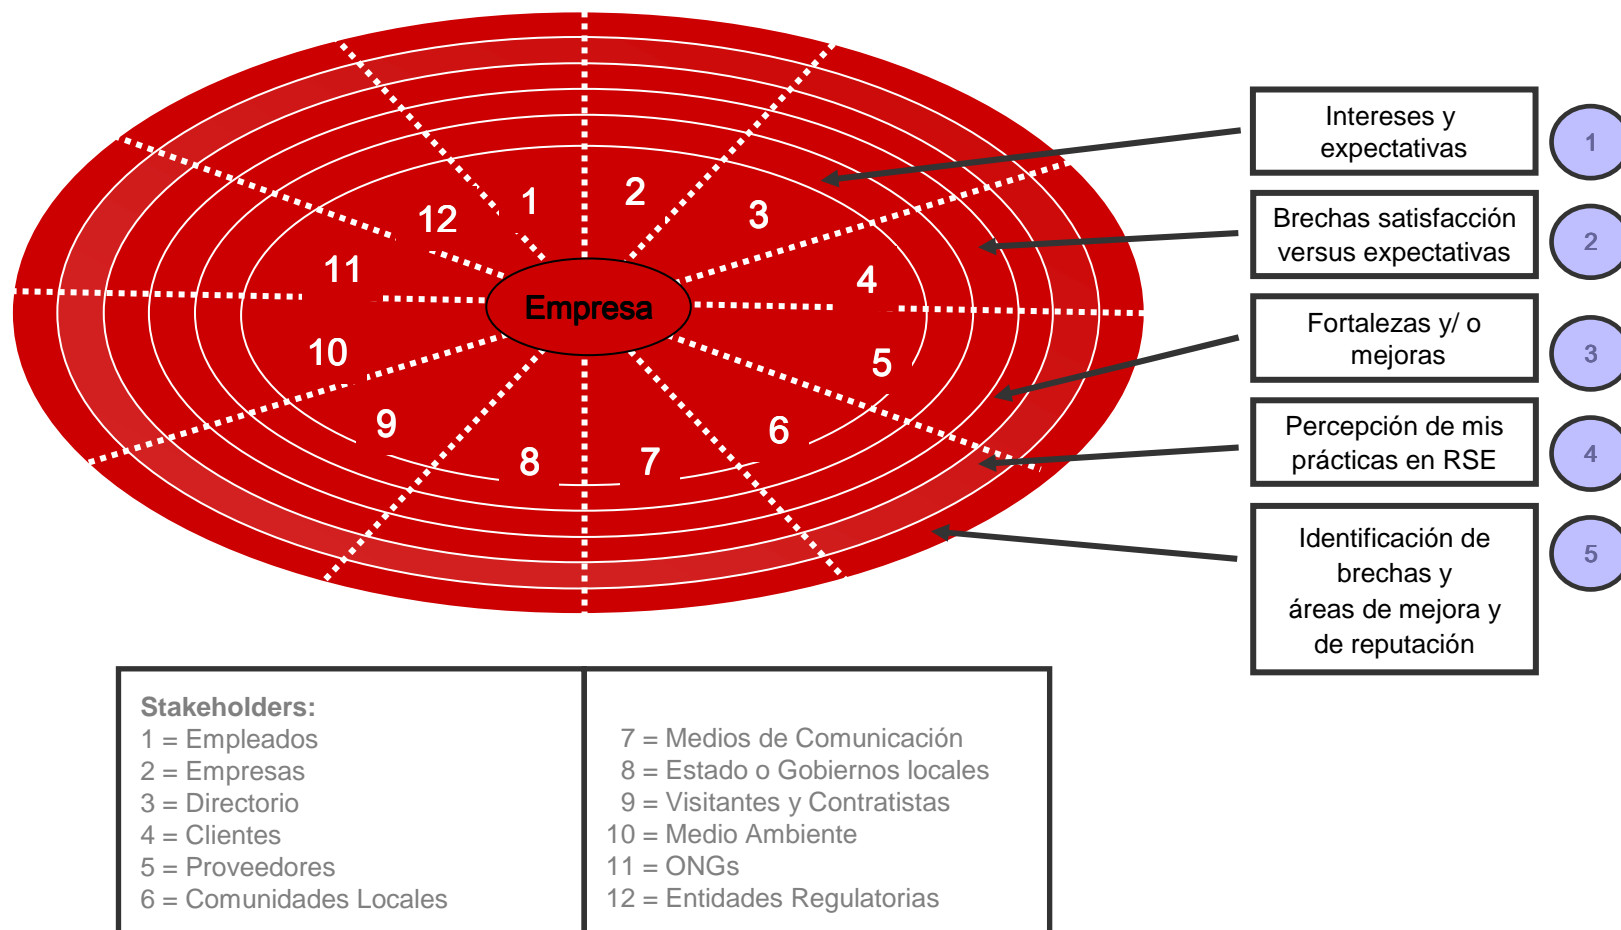 1
2
3
4
5
6
7
8
9
10
11
12
Empresa
Intereses y
expectativas
1
Brechas satisfacción
versus expectativas
2
Fortalezas y/ o
mejoras
3
Percepción de mis
prácticas en RSE
4
Identificación de
brechas y
áreas de mejora y
de reputación
5
Stakeholders:
1 = Empleados
2 = Empresas
3 = Directorio
4 = Clientes
5 = Proveedores
6 = Comunidades Locales
7 = Medios de Comunicación
8 = Estado o Gobiernos locales
9 = Visitantes y Contratistas
10 = Medio Ambiente
11 = ONGs
12 = Entidades Regulatorias